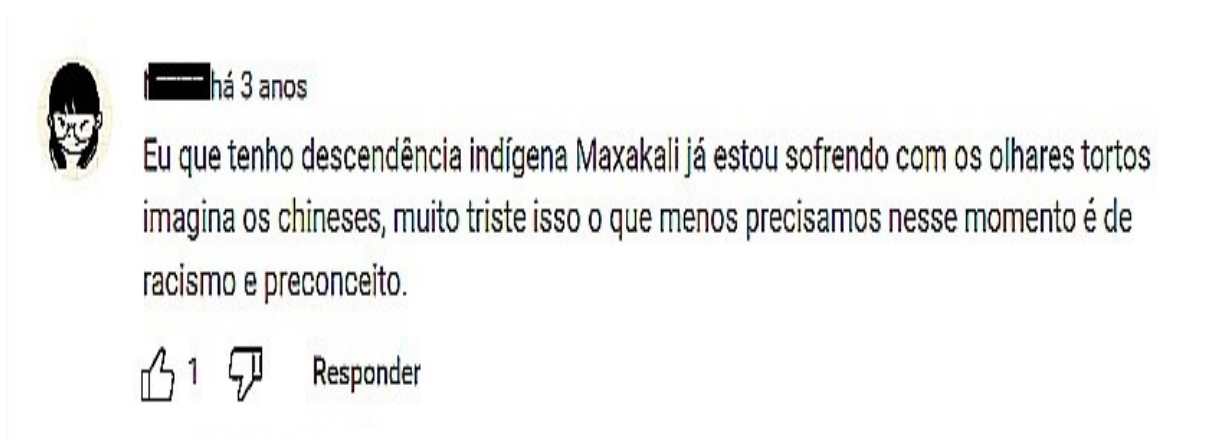 há 3 anos
Eu que tenho descendência indígena Maxakali já estou sofrendo com os olhares tortos
imagina os chineses, muito triste isso o que menos precisamos nesse momento é de
racismo e preconceito.
1 Responder